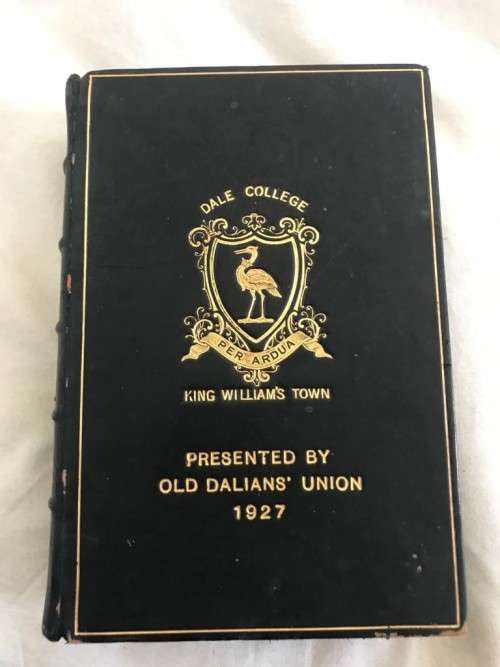 DALE COLLEGE
PER ARDUA
KING WILLIAM'S TOWN
PRESENTED BY
OLD DALIANS' UNION
1927